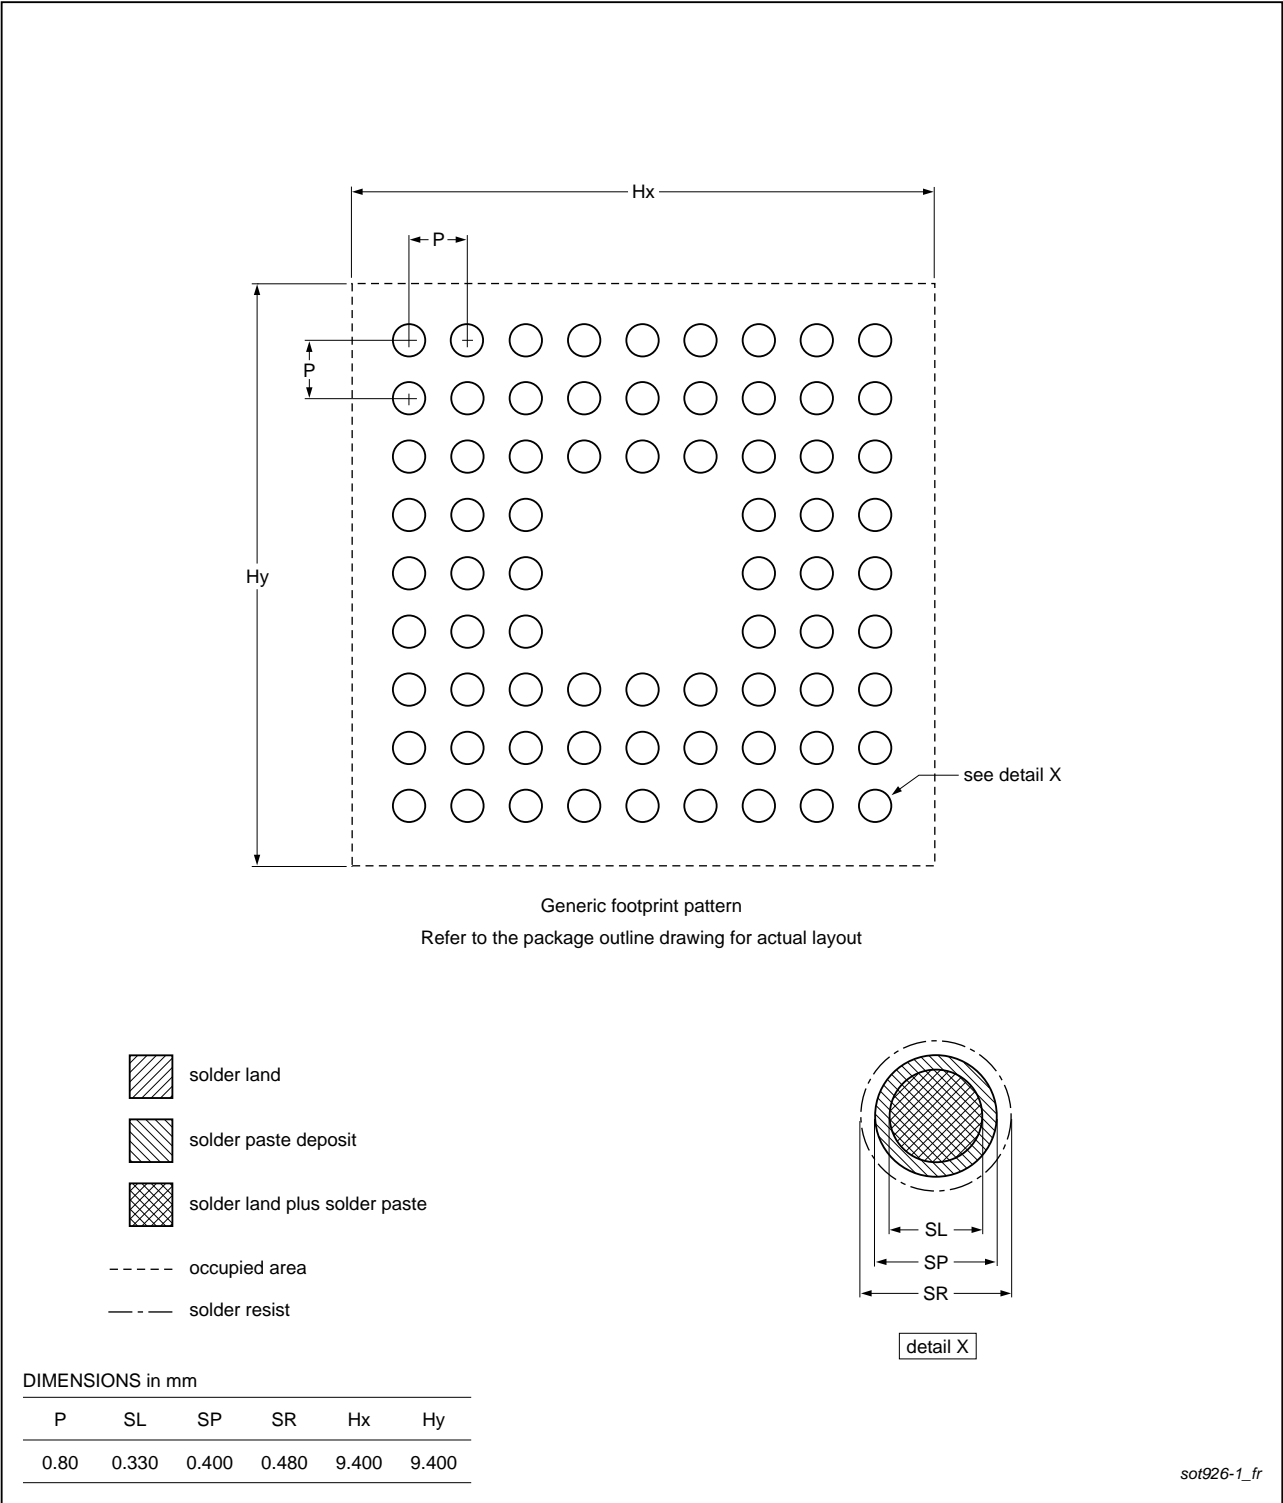 Hx
P
P
Hy
see detail X
Generic footprint pattern
Refer to the package outline drawing for actual layout
solder land
solder paste deposit
solder land plus solder paste
occupied area
solder resist
SL
SP
SR
detail X
DIMENSIONS in mm
P SL SP SR Hx Hy
0.80 0.330 0.400 0.480 9.400 9.400
sot926-1_fr